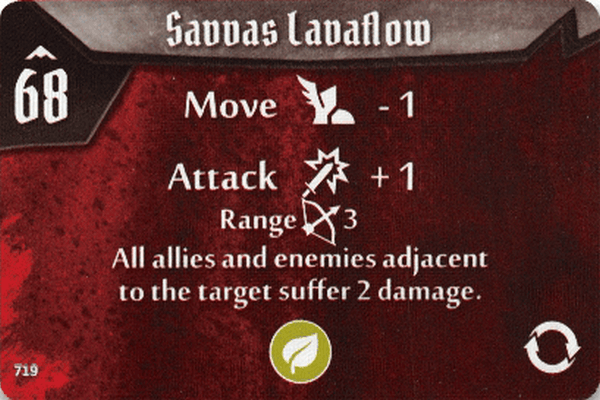 Savvas Lavaflow
68
Move - 1
Attack + 1
Range 3
All allies and enemies adjacent
to the target suffer 2 damage.
719